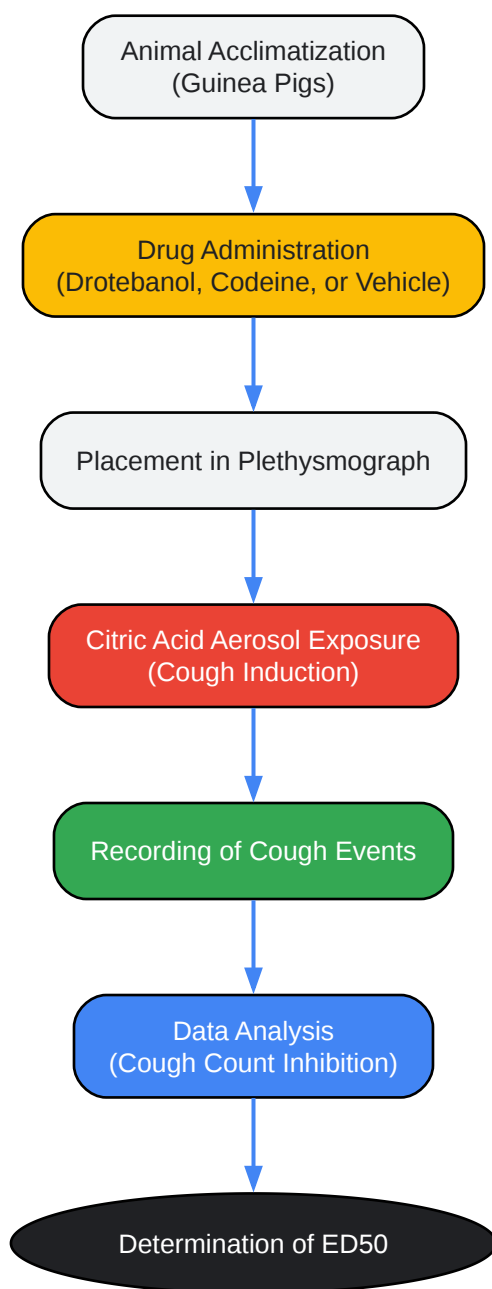 Animal Acclimatization
(Guinea Pigs)
Drug Administration
(Drotebanol, Codeine, or Vehicle)
Placement in Plethysmograph
Citric Acid Aerosol Exposure
(Cough Induction)
Recording of Cough Events
Data Analysis
(Cough Count Inhibition)
Determination of ED50